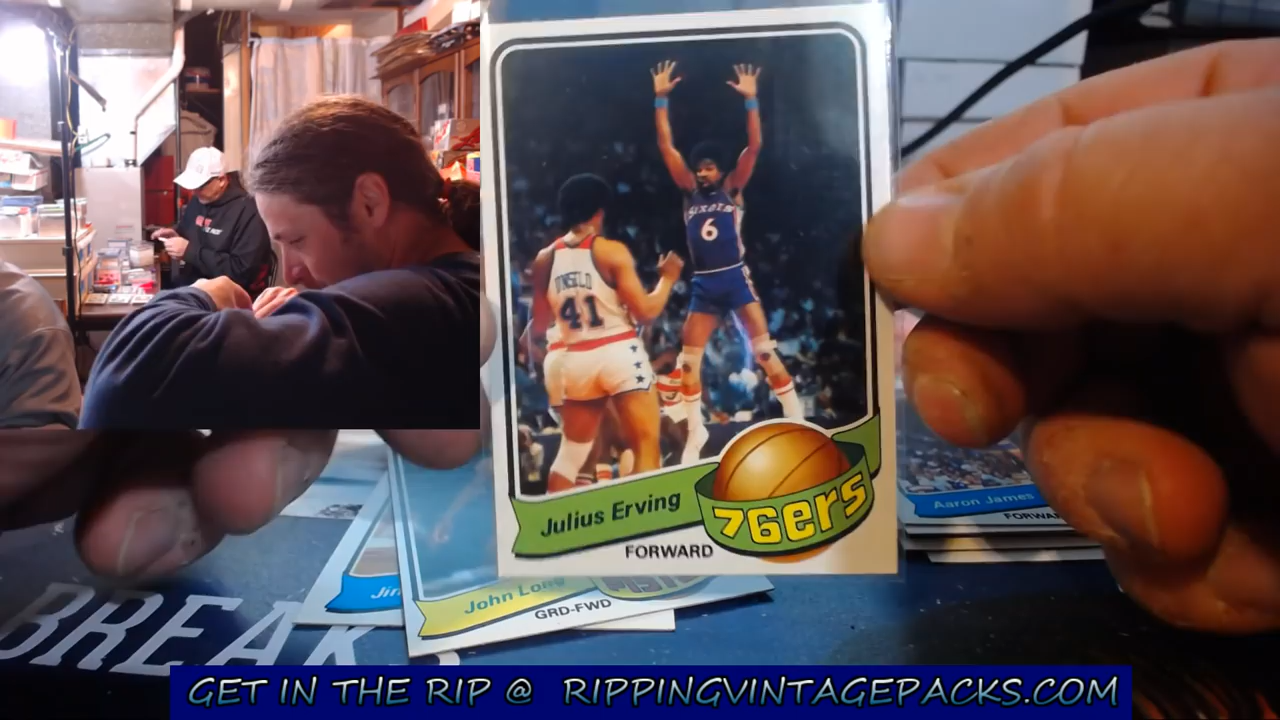 SIXERS
6
UNSELD
41
Julius Erving
76ers
FORWARD
Aaron James
John Long
GRD-FWD
BREAK
GET IN THE RIP @ RIPPINGVINTAGEPACKS.COM